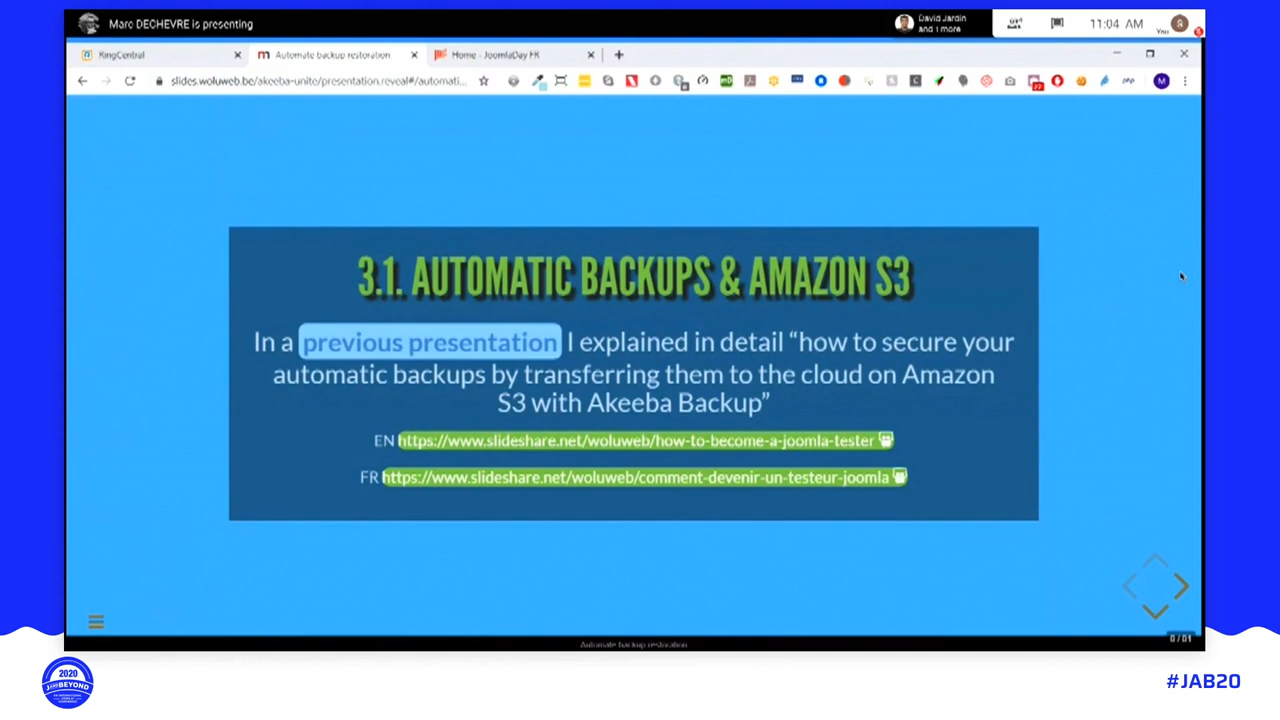 Marc DECHEVRE is presenting
David Jardin
and 1 more
11:04 AM
You
S
RingCentral
Automate backup restoration
Home - JoomlaDay FR
slides.woluweb.be/akeeba-unite/presentation.reveal#/automati...
M
3.1. AUTOMATIC BACKUPS & AMAZON S3
In a previous presentation I explained in detail “how to secure your
automatic backups by transferring them to the cloud on Amazon
S3 with Akeeba Backup”
EN https://www.slideshare.net/woluweb/how-to-become-a-joomla-tester
FR https://www.slideshare.net/woluweb/comment-devenir-un-testeur-joomla
Automate backup restoration
2020
BEYOND
#JAB20